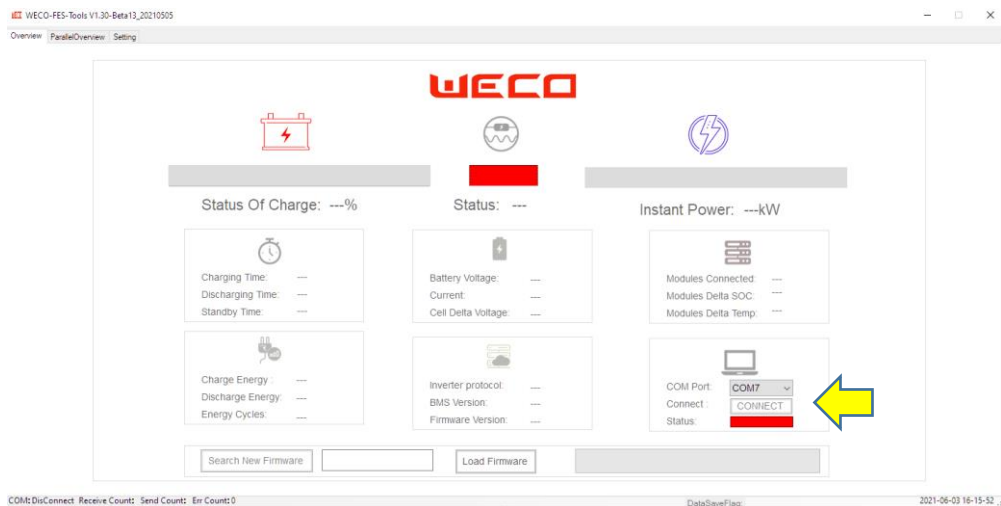 WECO-FES-Tools V1.30-Beta13_20210505
Overview ParallelOverview Setting
WECO
Status Of Charge: ---%
Status: ---
Instant Power: ---kW
Charging Time: ---
Discharging Time: ---
Standby Time: ---
Battery Voltage: ---
Current: ---
Cell Delta Voltage: ---
Modules Connected: ---
Modules Delta SOC: ---
Modules Delta Temp: ---
Charge Energy : ---
Discharge Energy: ---
Energy Cycles: ---
Inverter protocol: ---
BMS Version: ---
Firmware Version: ---
COM Port: COM7
Connect : CONNECT
Status:
Search New Firmware Load Firmware
COM: DisConnect Receive Count: Send Count: Err Count: 0 DataSaveFlag: 2021-06-03 16-15-52